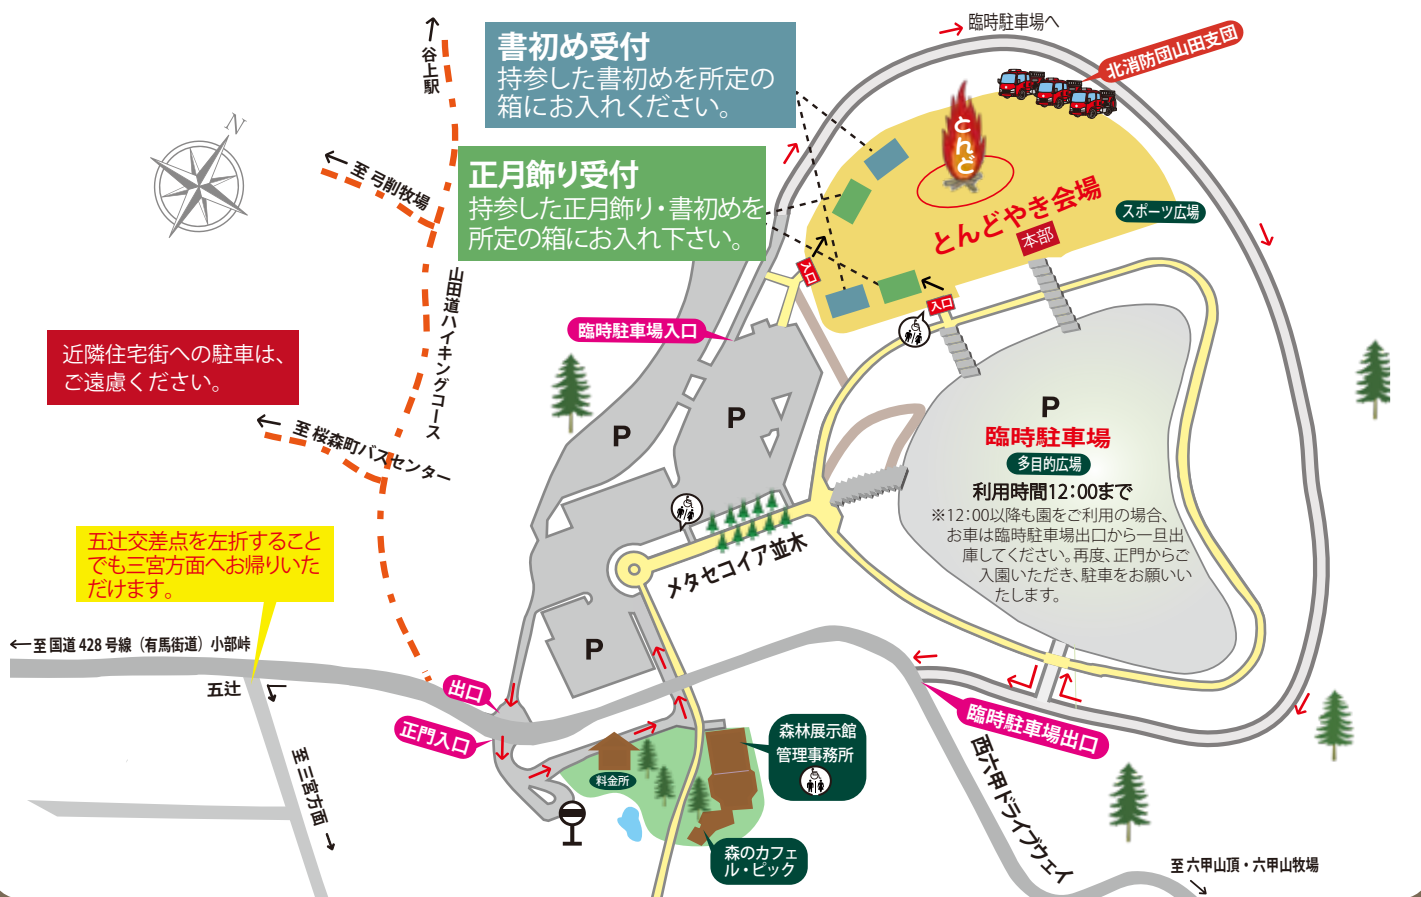 臨時駐車場へ
谷上駅
書初め受付
持参した書初めを所定の
箱にお入れください。
北消防団山田支団
N
とんど
正月飾り受付
持参した正月飾り・書初めを
所定の箱にお入れ下さい。
至 弓削牧場
とんどやき会場
スポーツ広場
本部
入口
入口
山田道ハイキングコース
臨時駐車場入口
近隣住宅街への駐車は、
ご遠慮ください。
P
P
P
臨時駐車場
多目的広場
利用時間12：00まで
※12：00以降も園をご利用の場合、
お車は臨時駐車場出口から一旦出
庫してください。再度、正門からご
入園いただき、駐車をお願いい
たします。
至 桜森町バスセンター
メタセコイア並木
五辻交差点を左折すること
でも三宮方面へお帰りいた
だけます。
至 国道 428 号線（有馬街道）小部峠
P
五辻
出口
正門入口
至 三宮方面
料金所
森林展示館
管理事務所
森のカフェ
ル・ピック
臨時駐車場出口
西六甲ドライブウェイ
至 六甲山頂・六甲山牧場